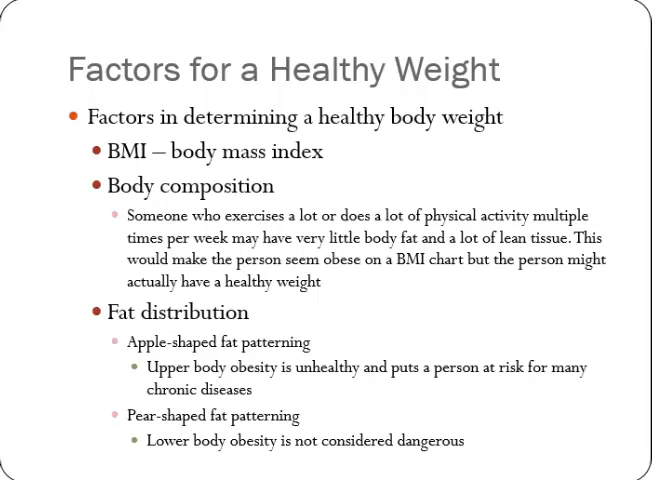 Factors for a Healthy Weight
• Factors in determining a healthy body weight
• BMI – body mass index
• Body composition
• Someone who exercises a lot or does a lot of physical activity multiple
times per week may have very little body fat and a lot of lean tissue. This
would make the person seem obese on a BMI chart but the person might
actually have a healthy weight
• Fat distribution
• Apple-shaped fat patterning
• Upper body obesity is unhealthy and puts a person at risk for many
chronic diseases
• Pear-shaped fat patterning
• Lower body obesity is not considered dangerous